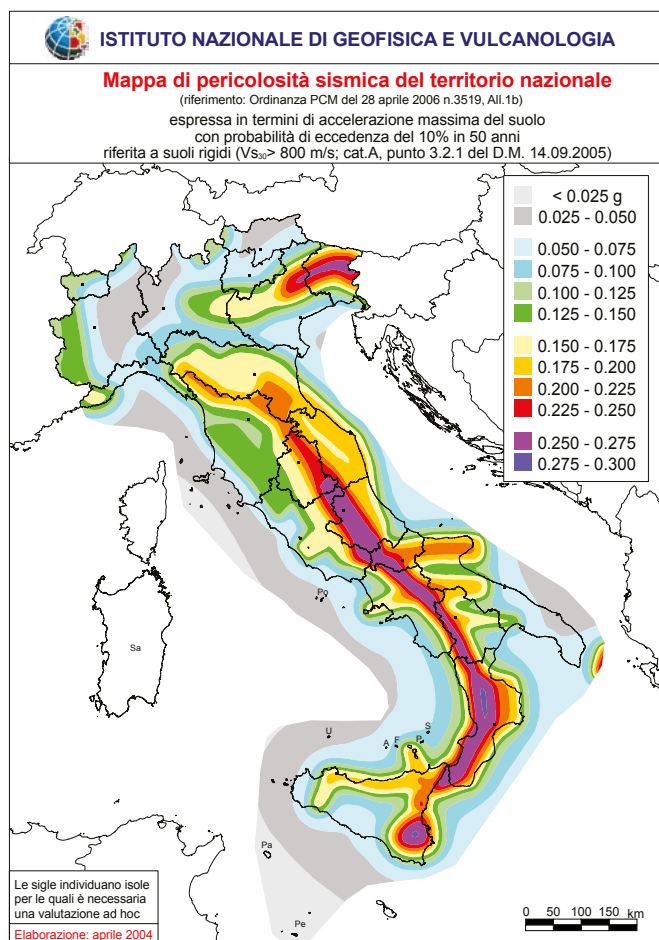 ISTITUTO NAZIONALE DI GEOFISICA E VULCANOLOGIA
Mappa di pericolosità sismica del territorio nazionale
(riferimento: Ordinanza PCM del 28 aprile 2006 n.3519, All.1b)
espressa in termini di accelerazione massima del suolo
con probabilità di eccedenza del 10% in 50 anni
riferita a suoli rigidi (Vs30> 800 m/s; cat.A, punto 3.2.1 del D.M. 14.09.2005)
< 0.025 g
0.025 - 0.050
0.050 - 0.075
0.075 - 0.100
0.100 - 0.125
0.125 - 0.150
0.150 - 0.175
0.175 - 0.200
0.200 - 0.225
0.225 - 0.250
0.250 - 0.275
0.275 - 0.300
Po
Sa
U
A
F
P
S
Pa
Pe
Le sigle individuano isole
per le quali è necessaria
una valutazione ad hoc
Elaborazione: aprile 2004
0 50 100 150 km